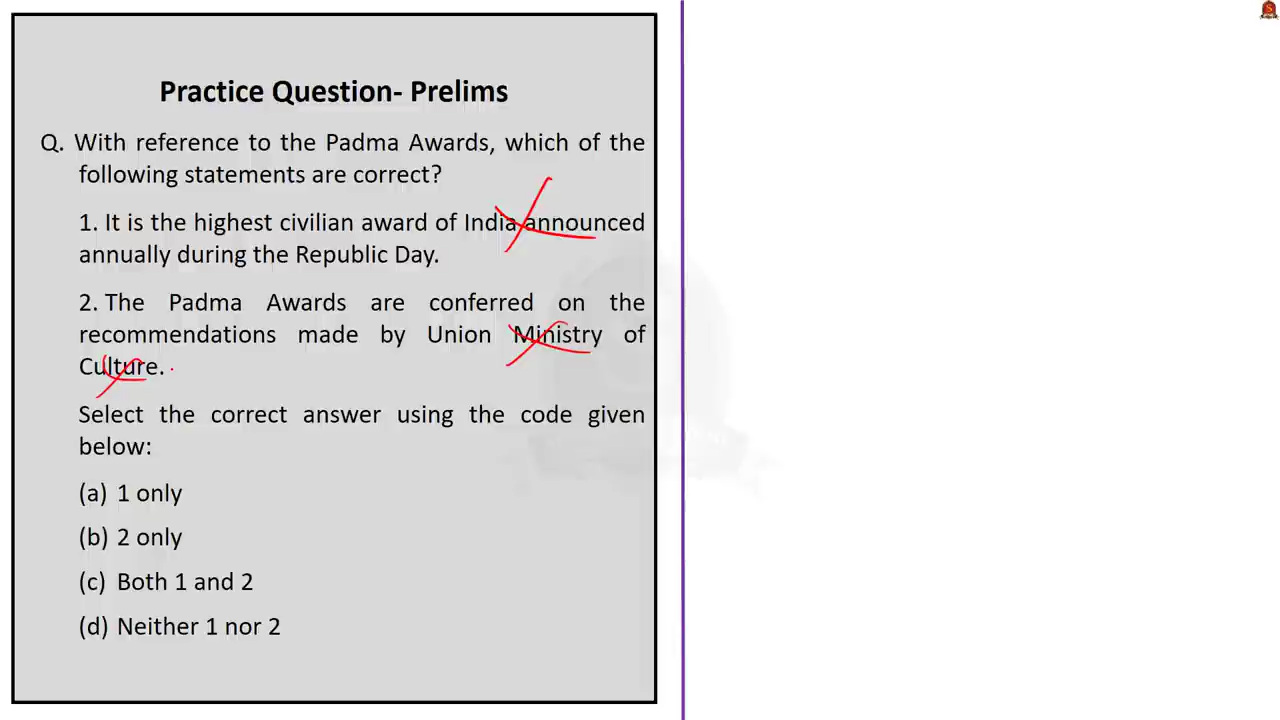 Practice Question- Prelims
Q. With reference to the Padma Awards, which of the
following statements are correct?
1. It is the highest civilian award of India announced
annually during the Republic Day.
2. The Padma Awards are conferred on the
recommendations made by Union Ministry of
Culture.
Select the correct answer using the code given
below:
(a) 1 only
(b) 2 only
(c) Both 1 and 2
(d) Neither 1 nor 2